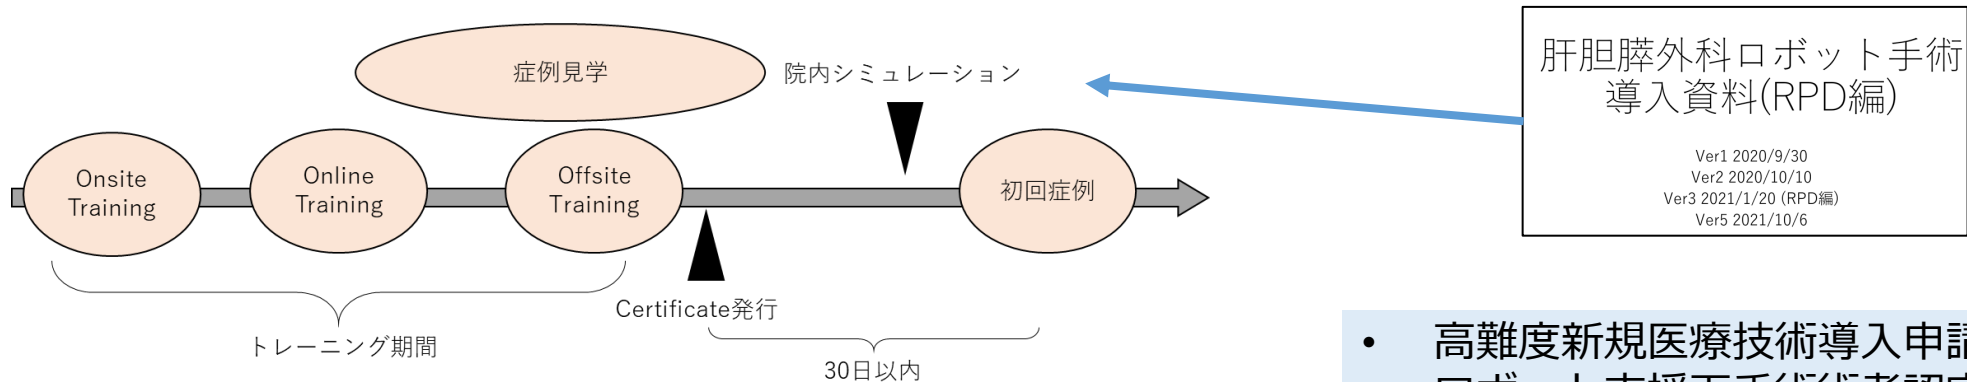 症例見学
院内シミュレーション
Onsite
Training
Online
Training
Offsite
Training
初回症例
Certificate発行
トレーニング期間
30日以内
肝胆膵外科ロボット手術
導入資料(RPD編)
Ver1 2020/9/30
Ver2 2020/10/10
Ver3 2021/1/20 (RPD編)
Ver5 2021/10/6
• 高難度新規医療技術導入申請